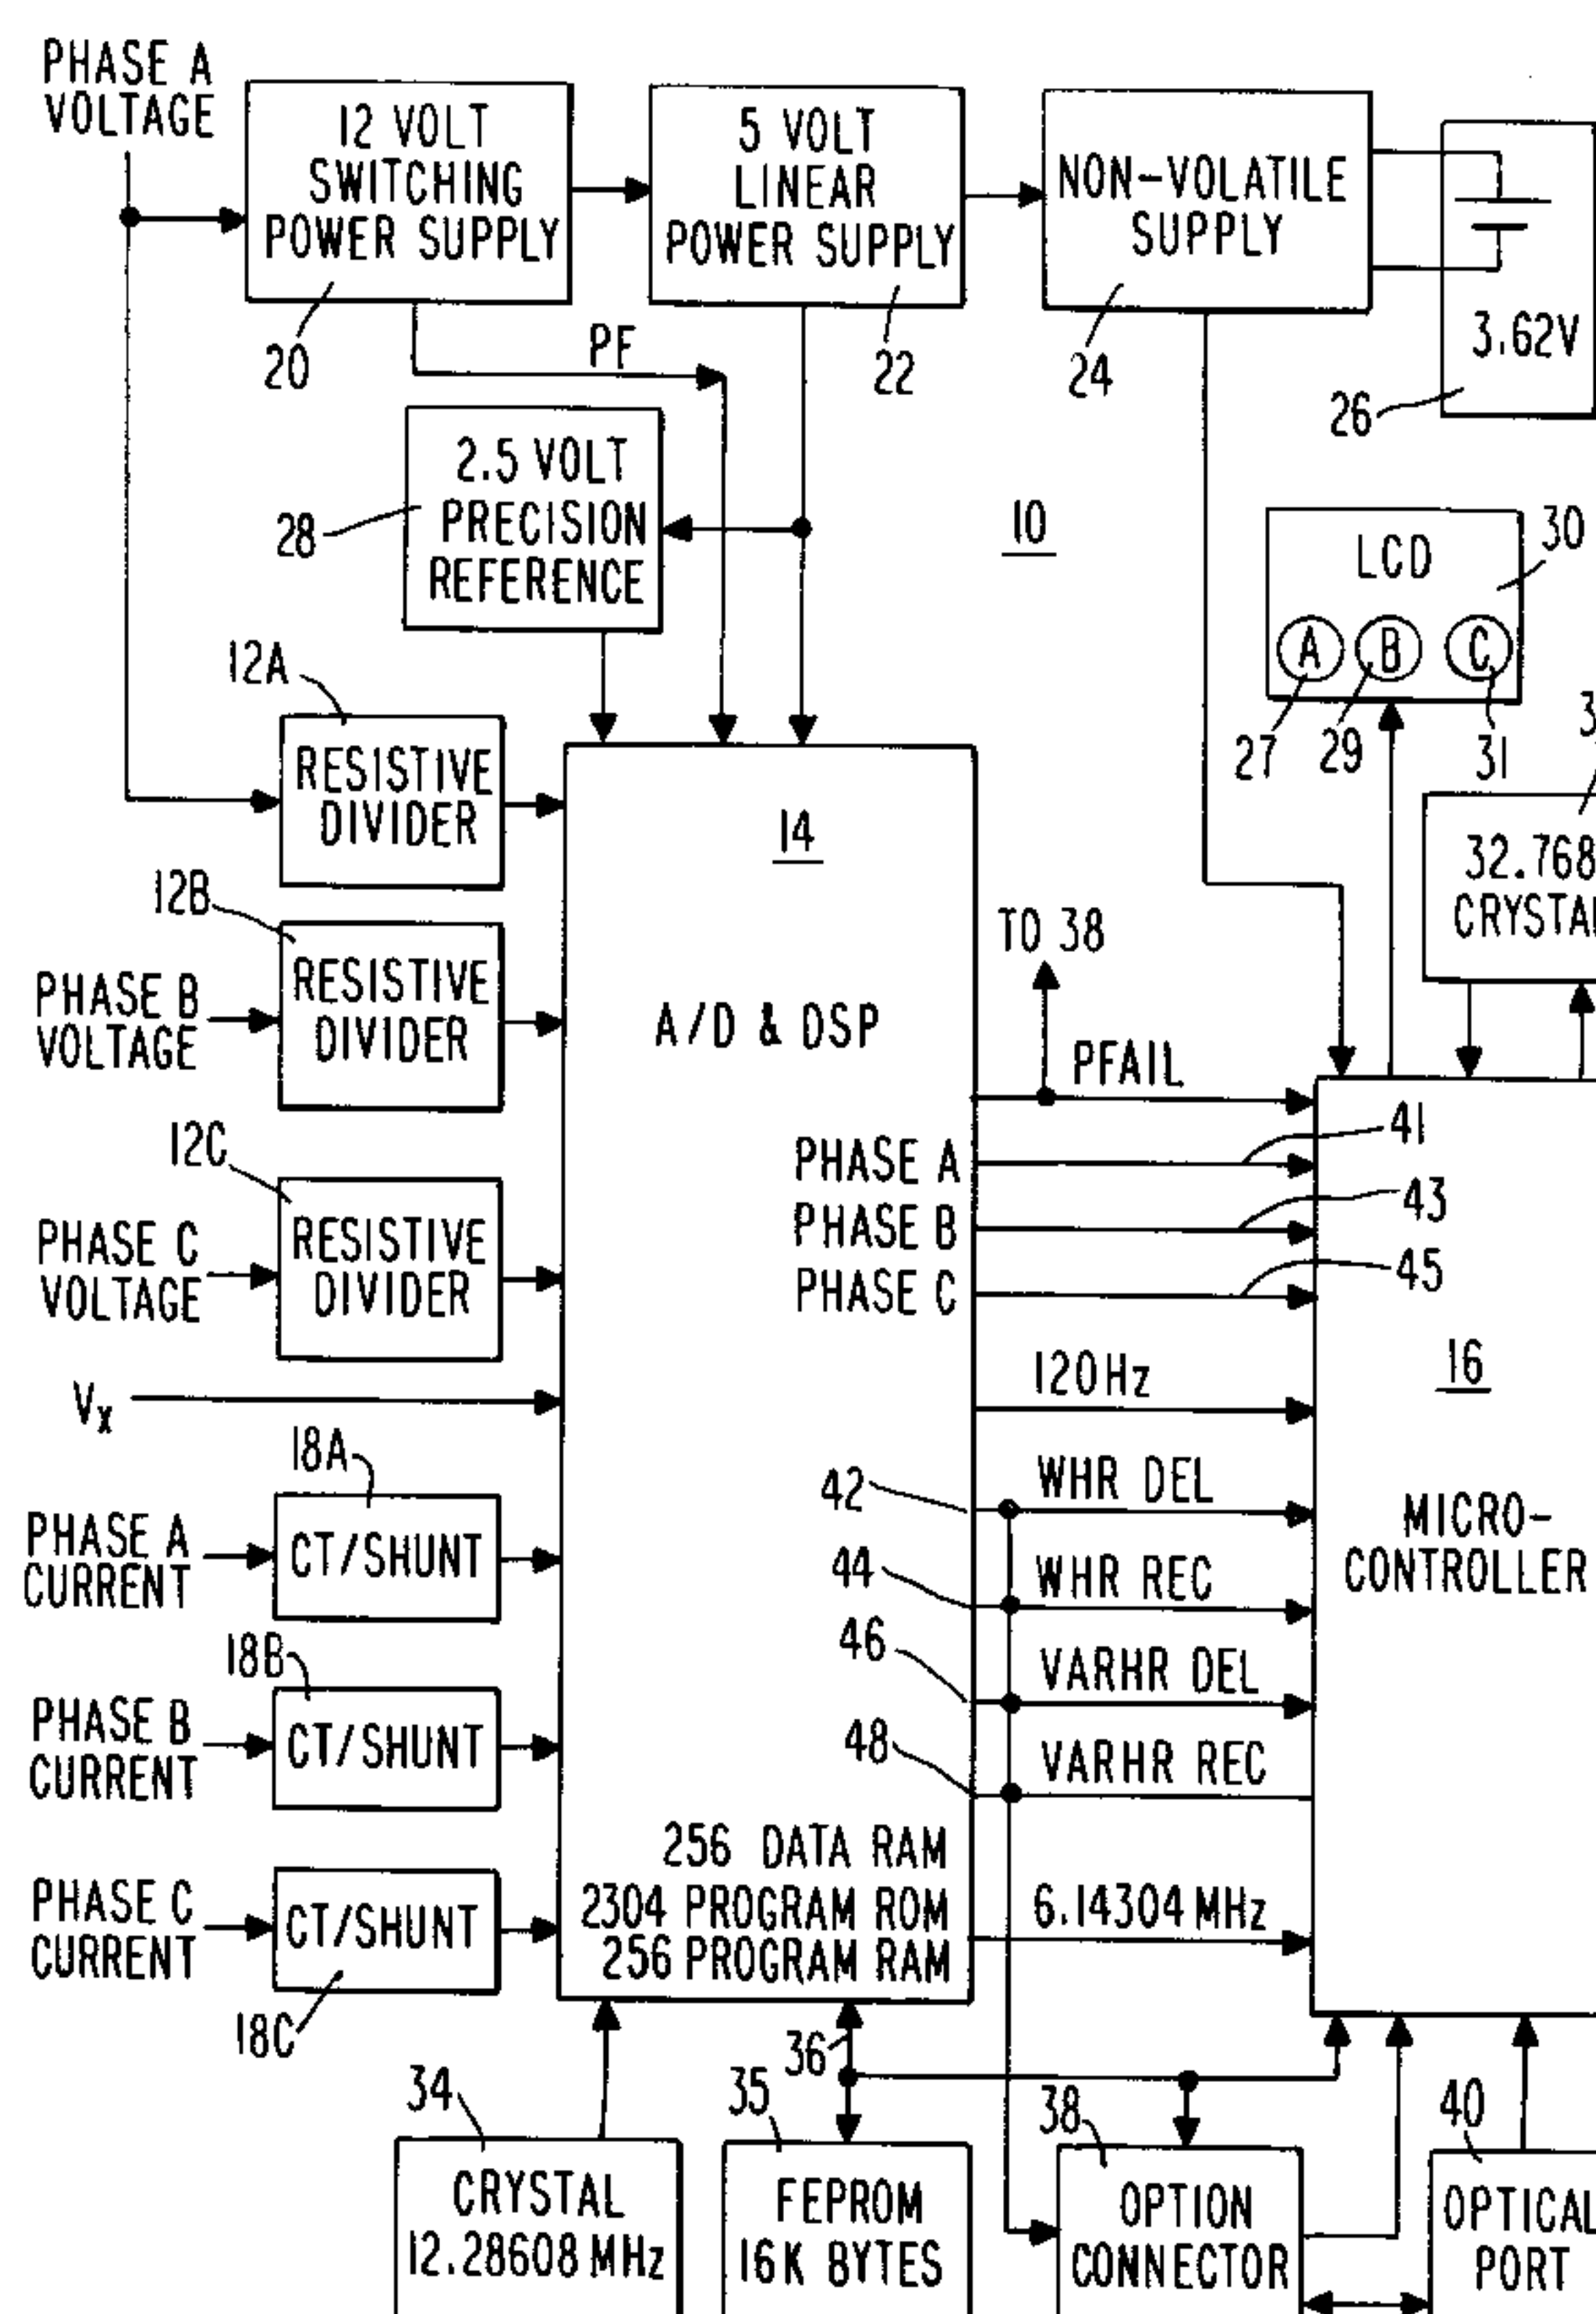 PHASE A
VOLTAGE
12 VOLT
SWITCHING
POWER SUPPLY
20
5 VOLT
LINEAR
POWER SUPPLY
22
NON-VOLATILE
SUPPLY
24
3.62V
26
PF
2.5 VOLT
PRECISION
REFERENCE
28
10
LCD
30
A
B
C
27
29
31
12A
RESISTIVE
DIVIDER
12B
PHASE B
VOLTAGE
RESISTIVE
DIVIDER
12C
PHASE C
VOLTAGE
RESISTIVE
DIVIDER
VX
18A
PHASE A
CURRENT
CT/SHUNT
18B
PHASE B
CURRENT
CT/SHUNT
PHASE C
CURRENT
CT/SHUNT
18C
14
A/D & DSP
PHASE A
PHASE B
PHASE C
256 DATA RAM
2304 PROGRAM ROM
256 PROGRAM RAM
TO 38
PFAIL
41
43
45
120Hz
42
WHR DEL
44
WHR REC
46
VARHR DEL
48
VARHR REC
6.14304 MHz
3
32.768
CRYSTAL
16
MICRO-
CONTROLLER
34
CRYSTAL
12.28608 MHz
36
35
FEPROM
16K BYTES
38
OPTION
CONNECTOR
40
OPTICAL
PORT